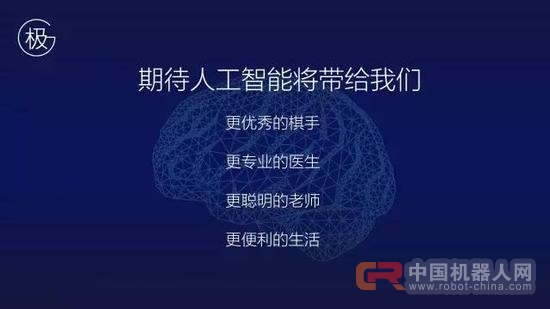 极
期待人工智能将带给我们
更优秀的棋手
更专业的医生
更聪明的老师
更便利的生活
CR 中国机器人网
www.robot-china.com